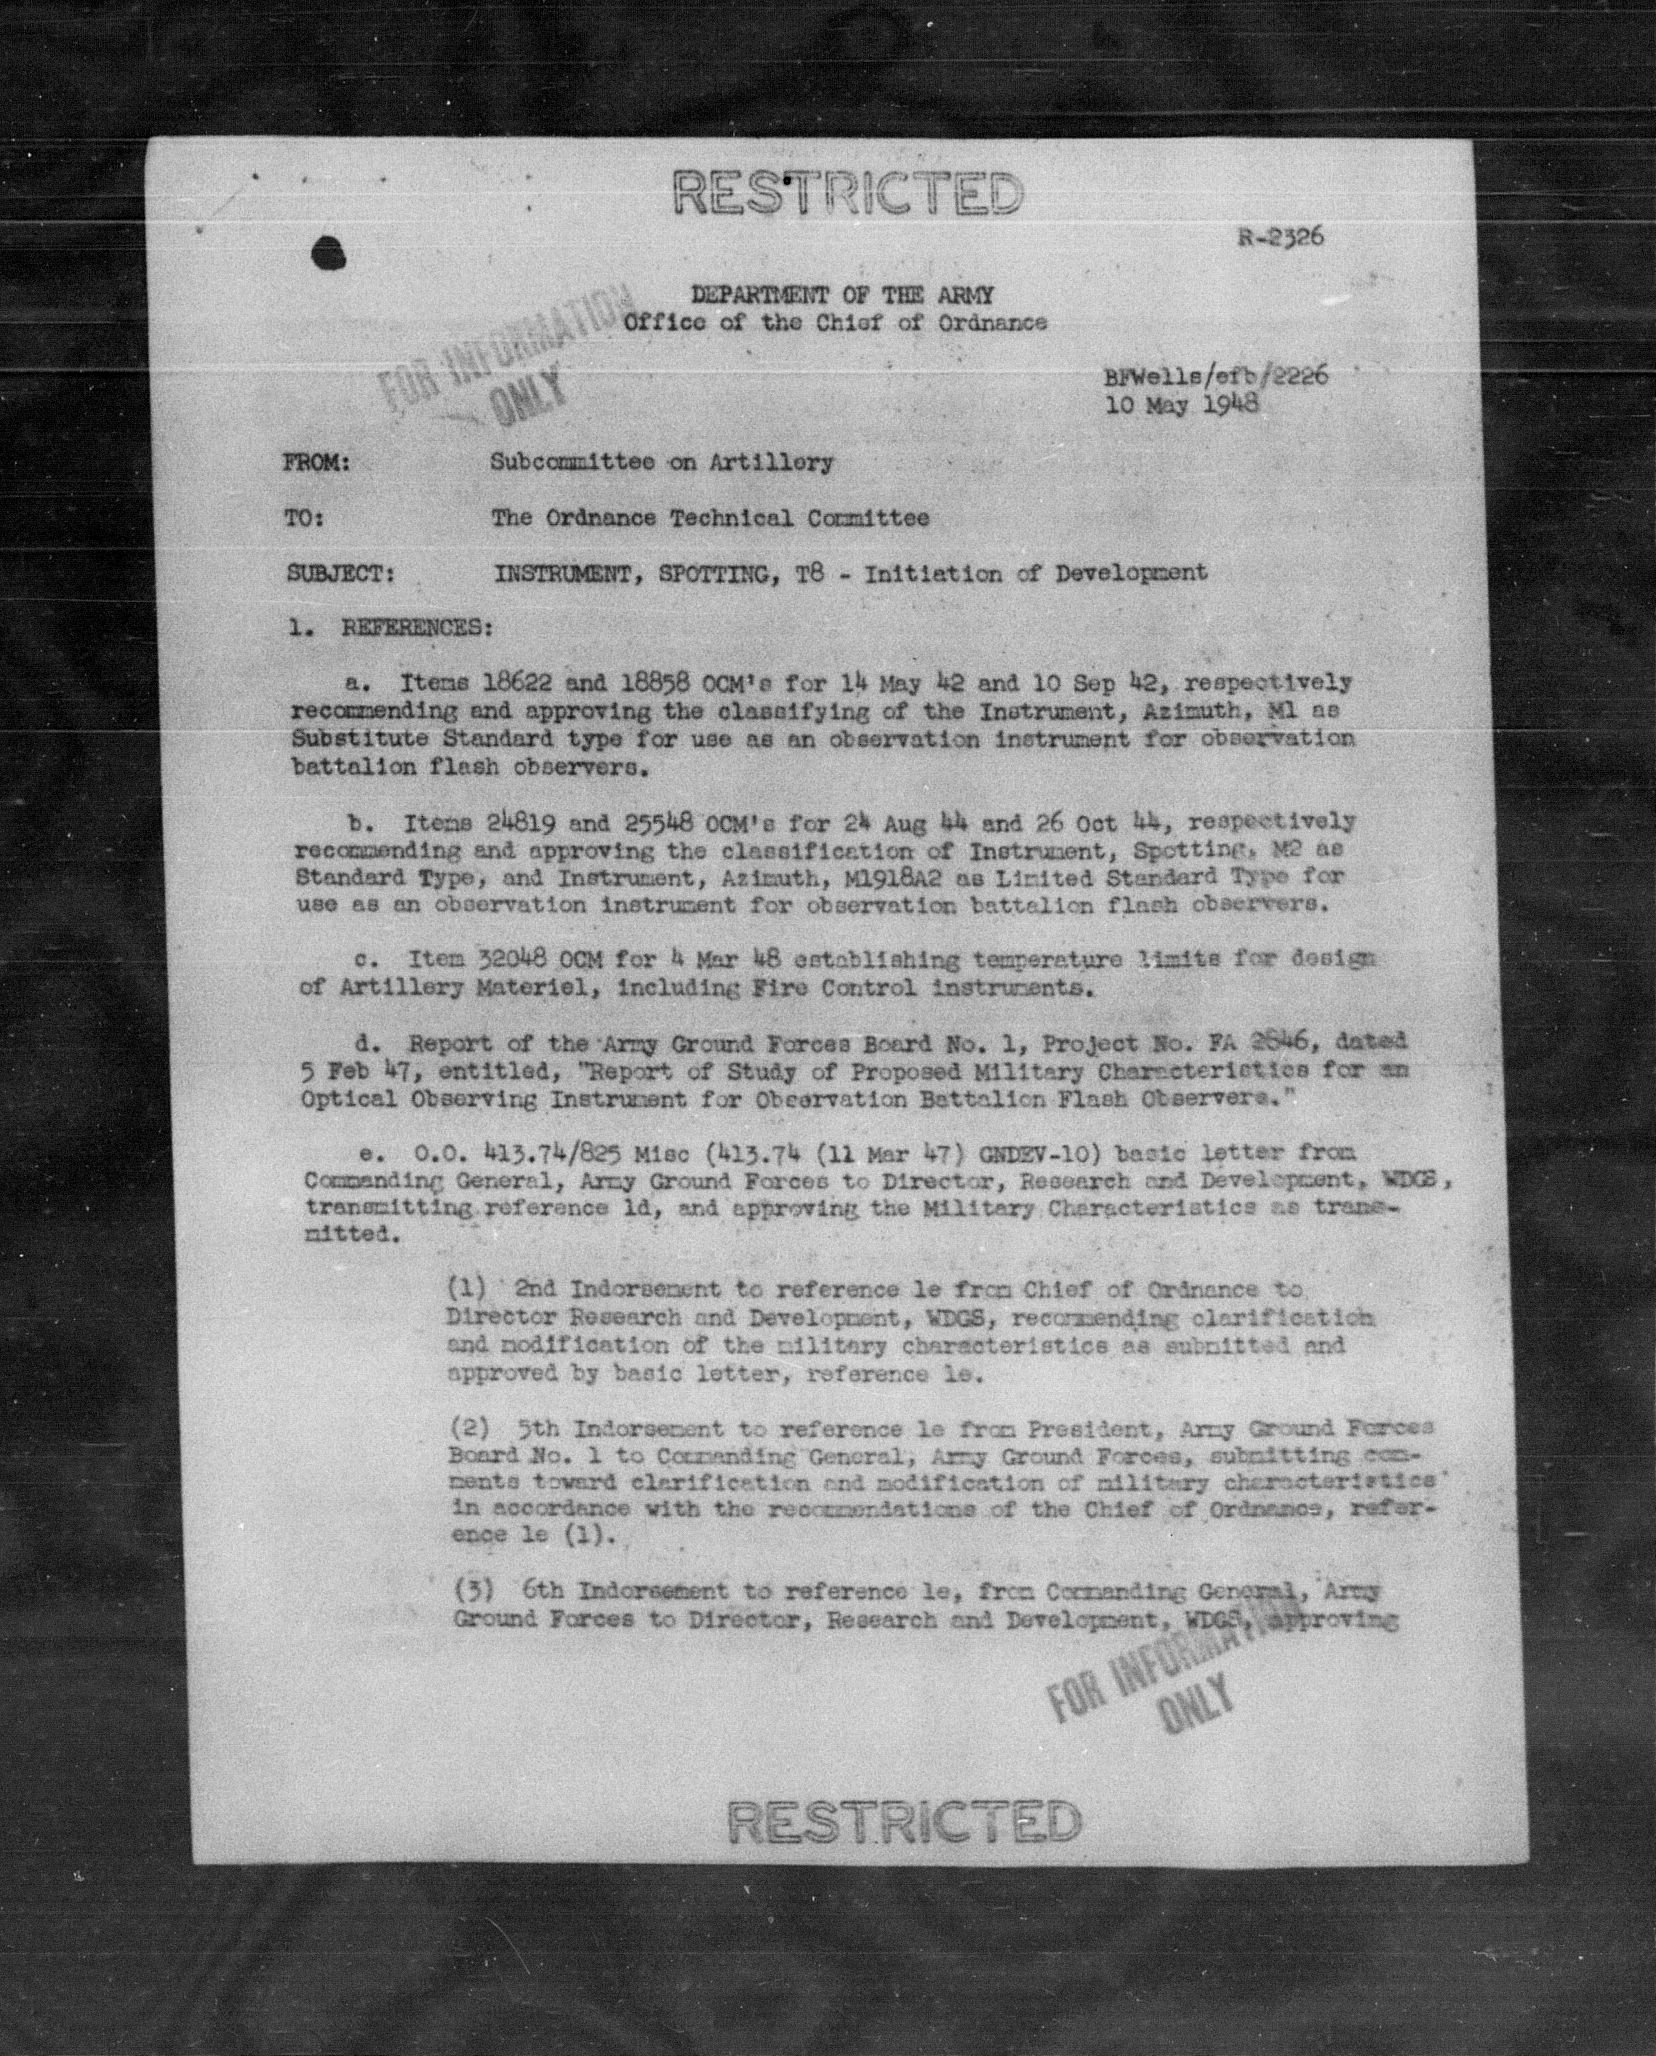 RESTRICTED
R-2326
DEPARTMENT OF THE ARMY
Office of the Chief of Ordnance
FOR INFORMATION
ONLY
BFWells/efb/2226
10 May 1948
FROM: Subcommittee on Artillery
TO: The Ordnance Technical Committee
SUBJECT: INSTRUMENT, SPOTTING, T8 - Initiation of Development
1. REFERENCES:
a. Items 18622 and 18858 OCM's for 14 May 42 and 10 Sep 42, respectively
recommending and approving the classifying of the Instrument, Azimuth, M1 as
Substitute Standard type for use as an observation instrument for observation
battalion flash observers.
b. Items 24819 and 25548 OCM's for 24 Aug 44 and 26 Oct 44, respectively
recommending and approving the classification of Instrument, Spotting, M2 as
Standard Type, and Instrument, Azimuth, M1918A2 as Limited Standard Type for
use as an observation instrument for observation battalion flash observers.
c. Item 32048 OCM for 4 Mar 48 establishing temperature limits for design
of Artillery Materiel, including Fire Control instruments.
d. Report of the Army Ground Forces Board No. 1, Project No. FA 2846, dated
5 Feb 47, entitled, "Report of Study of Proposed Military Characteristics for an
Optical Observing Instrument for Observation Battalion Flash Observers."
e. O.O. 413.74/825 Misc (413.74 (11 Mar 47) GNDEV-10) basic letter from
Commanding General, Army Ground Forces to Director, Research and Development, WDGS,
transmitting reference 1d, and approving the Military Characteristics as trans-
mitted.
(1) 2nd Indorsement to reference 1e from Chief of Ordnance to
Director Research and Development, WDGS, recommending clarification
and modification of the military characteristics as submitted and
approved by basic letter, reference 1e.
(2) 5th Indorsement to reference 1e from President, Army Ground Forces
Board No. 1 to Commanding General, Army Ground Forces, submitting com-
ments toward clarification and modification of military characteristics
in accordance with the recommendations of the Chief of Ordnance, refer-
ence 1e (1).
(3) 6th Indorsement to reference 1e, from Commanding General, Army
Ground Forces to Director, Research and Development, WDGS, approving
FOR INFORMATION
ONLY
RESTRICTED